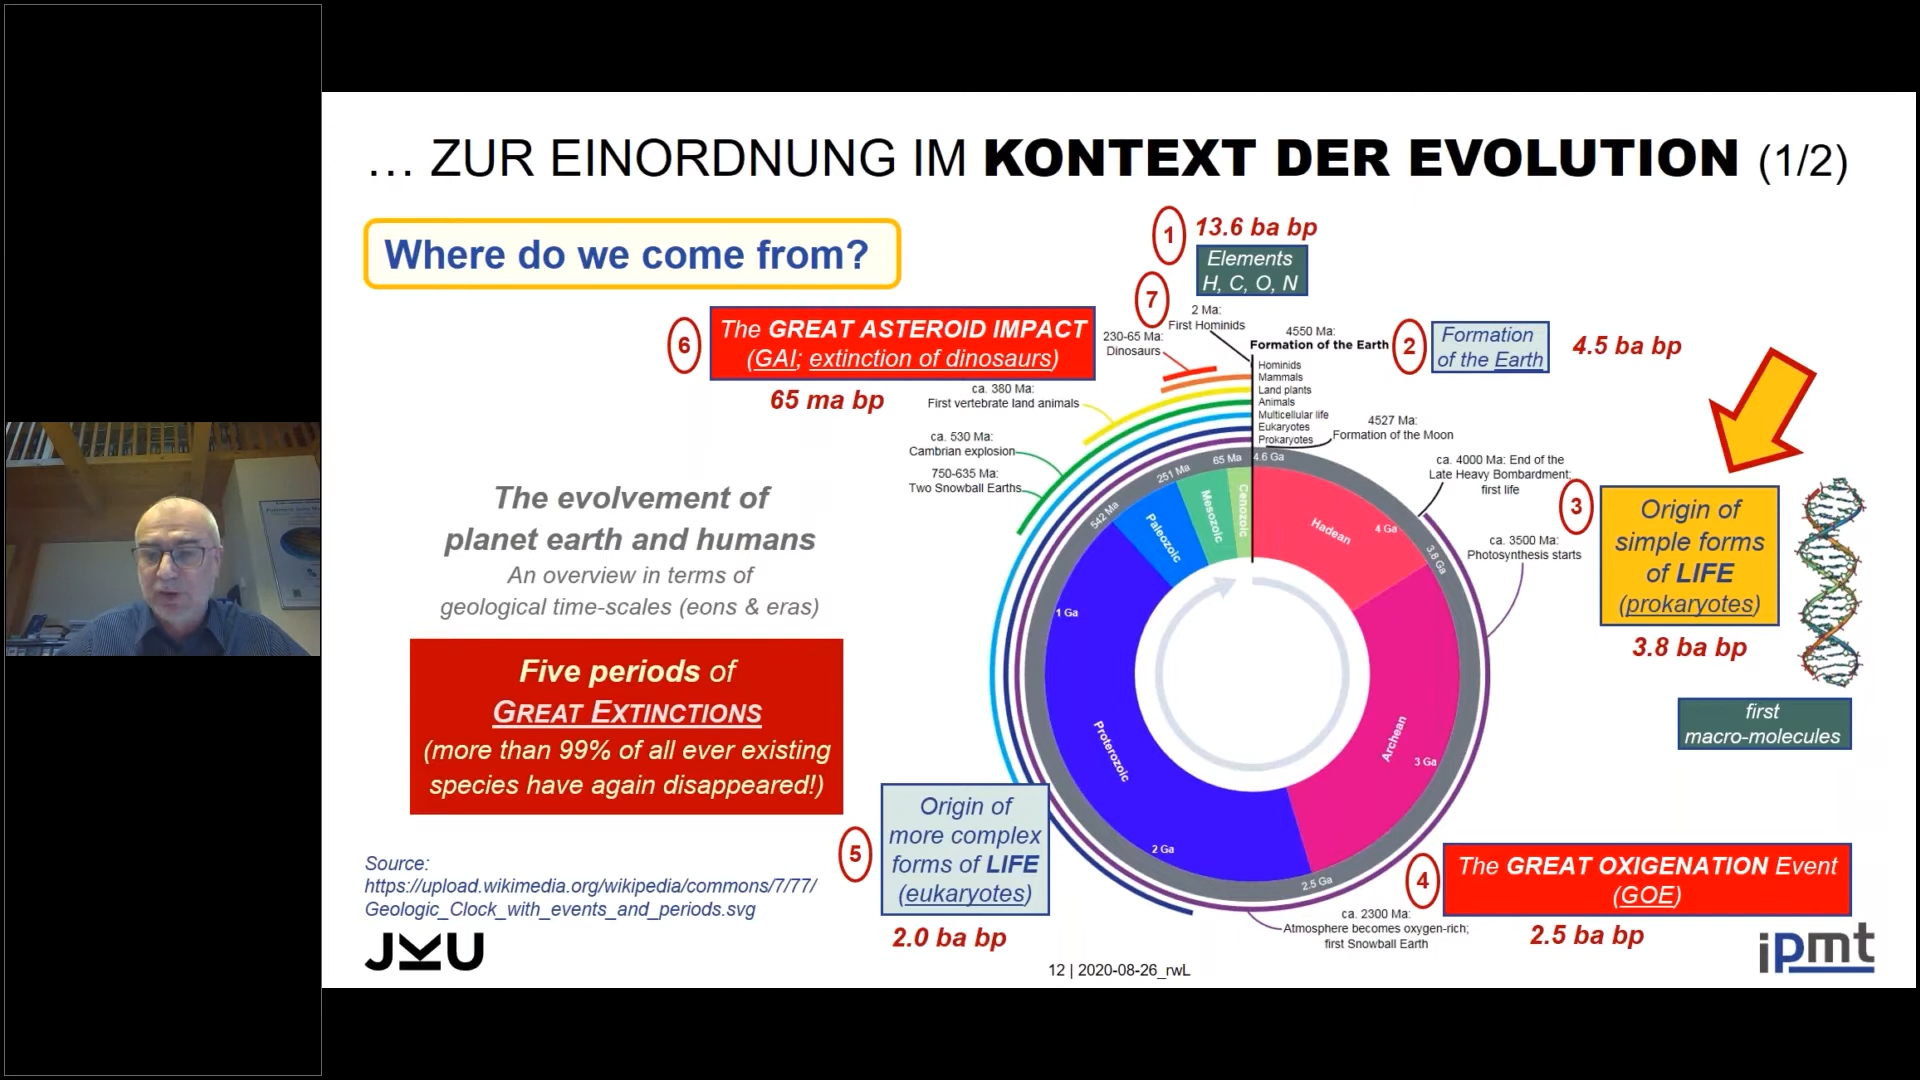 … ZUR EINORDNUNG IM KONTEXT DER EVOLUTION (1/2)
Where do we come from?
1
13.6 ba bp
Elements
H, C, O, N
7
2 Ma:
First Hominids
230-65 Ma:
Dinosaurs
6
The GREAT ASTEROID IMPACT
(GAI; extinction of dinosaurs)
65 ma bp
4550 Ma:
Formation of the Earth
2
Formation
of the Earth
4.5 ba bp
Hominids
Mammals
Land plants
Animals
Multicellular life
Eukaryotes
Prokaryotes
ca. 380 Ma:
First vertebrate land animals
ca. 530 Ma:
Cambrian explosion
750-635 Ma:
Two Snowball Earths
4527 Ma:
Formation of the Moon
ca. 4000 Ma: End of the
Late Heavy Bombardment;
first life
3
Origin of
simple forms
of LIFE
(prokaryotes)
3.8 ba bp
ca. 3500 Ma:
Photosynthesis starts
first
macro-molecules
4.6 Ga
65 Ma
251 Ma
542 Ma
Cenozoic
Mesozoic
Paleozoic
Hadean
4 Ga
3.8 Ga
1 Ga
Proterozoic
Archean
3 Ga
2 Ga
2.5 Ga
The evolvement of
planet earth and humans
An overview in terms of
geological time-scales (eons & eras)
Five periods of
GREAT EXTINCTIONS
(more than 99% of all ever existing
species have again disappeared!)
5
Origin of
more complex
forms of LIFE
(eukaryotes)
2.0 ba bp
4
The GREAT OXIGENATION Event
(GOE)
2.5 ba bp
ca. 2300 Ma:
Atmosphere becomes oxygen-rich;
first Snowball Earth
Source:
https://upload.wikimedia.org/wikipedia/commons/7/77/
Geologic_Clock_with_events_and_periods.svg
JKU
12 | 2020-08-26_rwL
ipmt